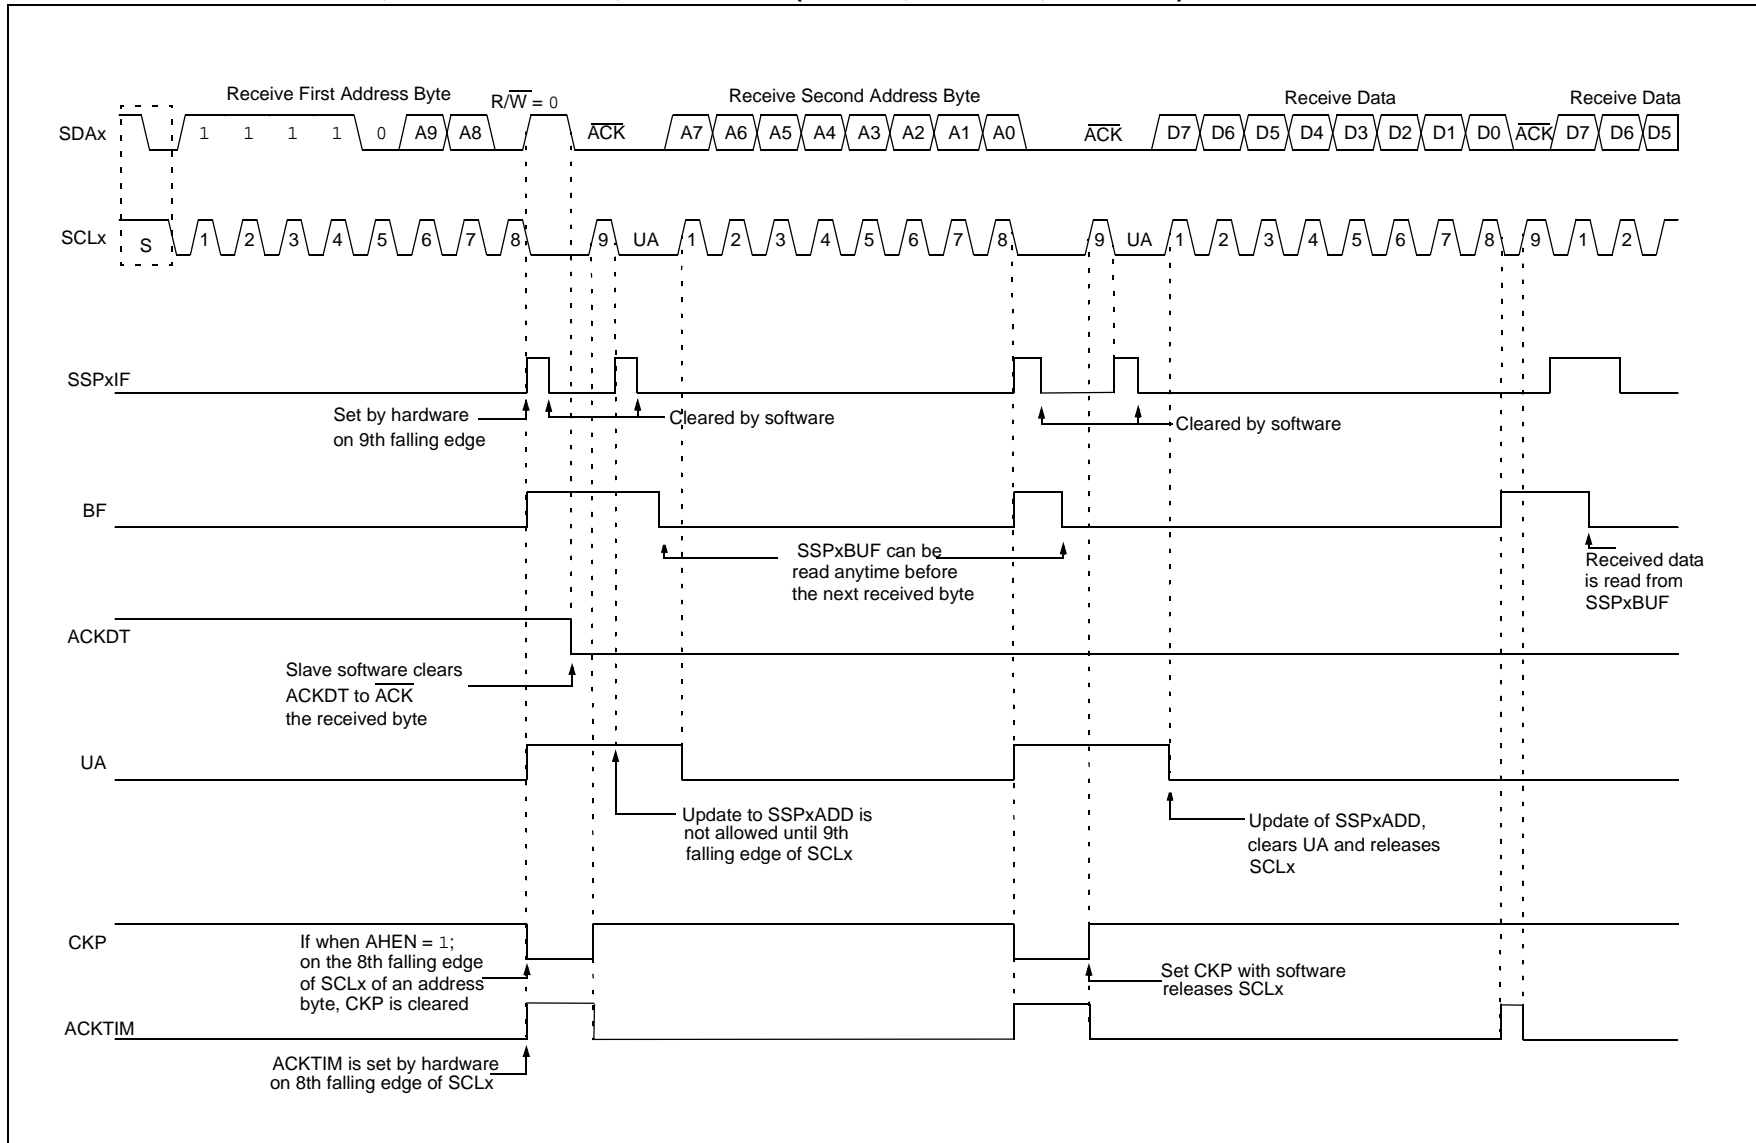 Receive First Address Byte
R/W = 0
Receive Second Address Byte
Receive Data
Receive Data
SDAx
1 1 1 1 0 A9 A8
ACK
A7 A6 A5 A4 A3 A2 A1 A0
ACK
D7 D6 D5 D4 D3 D2 D1 D0
ACK
D7 D6 D5
SCLx
S
1 2 3 4 5 6 7 8 9 UA 1 2 3 4 5 6 7 8 9 UA 1 2 3 4 5 6 7 8 9 1 2
SSPxIF
Set by hardware
on 9th falling edge
Cleared by software
Cleared by software
BF
SSPxBUF can be
read anytime before
the next received byte
Received data
is read from
SSPxBUF
ACKDT
Slave software clears
ACKDT to ACK
the received byte
UA
Update to SSPxADD is
not allowed until 9th
falling edge of SCLx
Update of SSPxADD,
clears UA and releases
SCLx
CKP
If when AHEN = 1;
on the 8th falling edge
of SCLx of an address
byte, CKP is cleared
Set CKP with software
releases SCLx
ACKTIM
ACKTIM is set by hardware
on 8th falling edge of SCLx